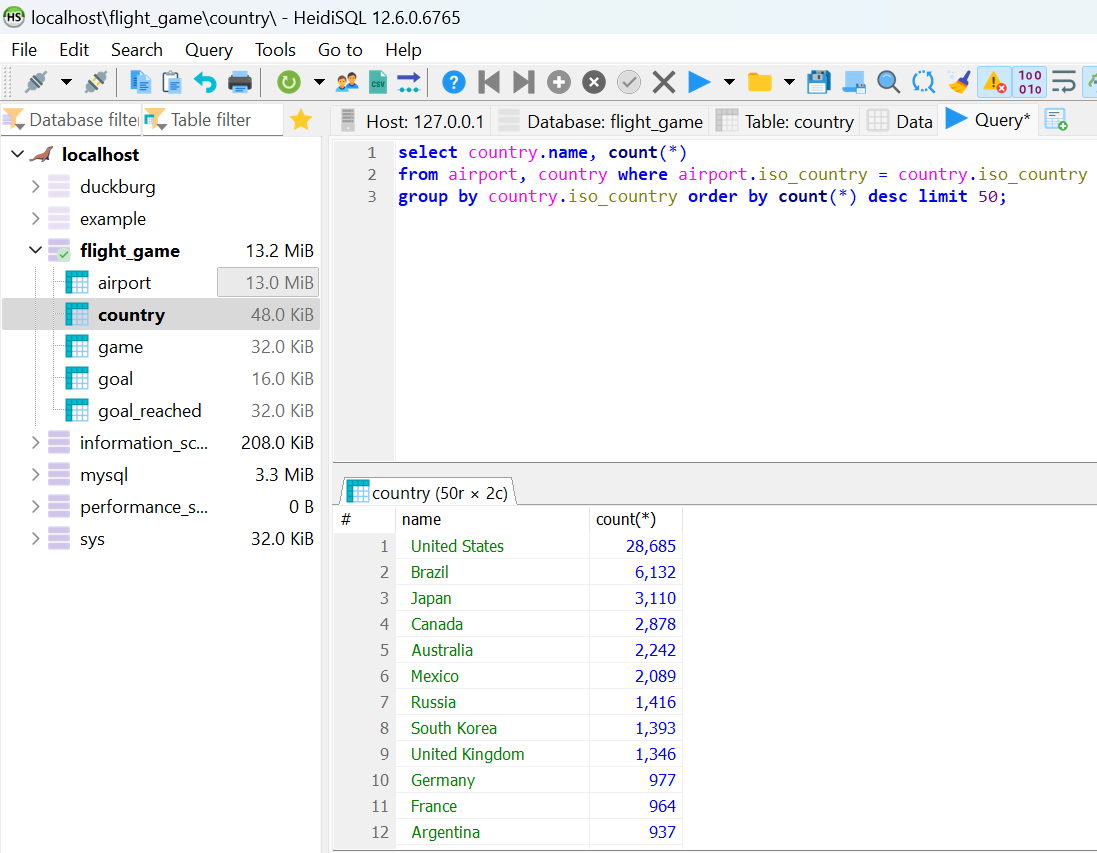 HS localhost\flight_game\country\ - HeidiSQL 12.6.0.6765
File Edit Search Query Tools Go to Help
CSV ? 100 010
Database filter Table filter Host: 127.0.0.1 Database: flight_game Table: country Data Query*
localhost
duckburg
example
flight_game 13.2 MiB
airport 13.0 MiB
country 48.0 KiB
game 32.0 KiB
goal 16.0 KiB
goal_reached 32.0 KiB
information_sc... 208.0 KiB
mysql 3.3 MiB
performance_s... 0 B
sys 32.0 KiB
1 select country.name, count(*)
2 from airport, country where airport.iso_country = country.iso_country
3 group by country.iso_country order by count(*) desc limit 50;
country (50r × 2c)
# name count(*)
1 United States 28,685
2 Brazil 6,132
3 Japan 3,110
4 Canada 2,878
5 Australia 2,242
6 Mexico 2,089
7 Russia 1,416
8 South Korea 1,393
9 United Kingdom 1,346
10 Germany 977
11 France 964
12 Argentina 937